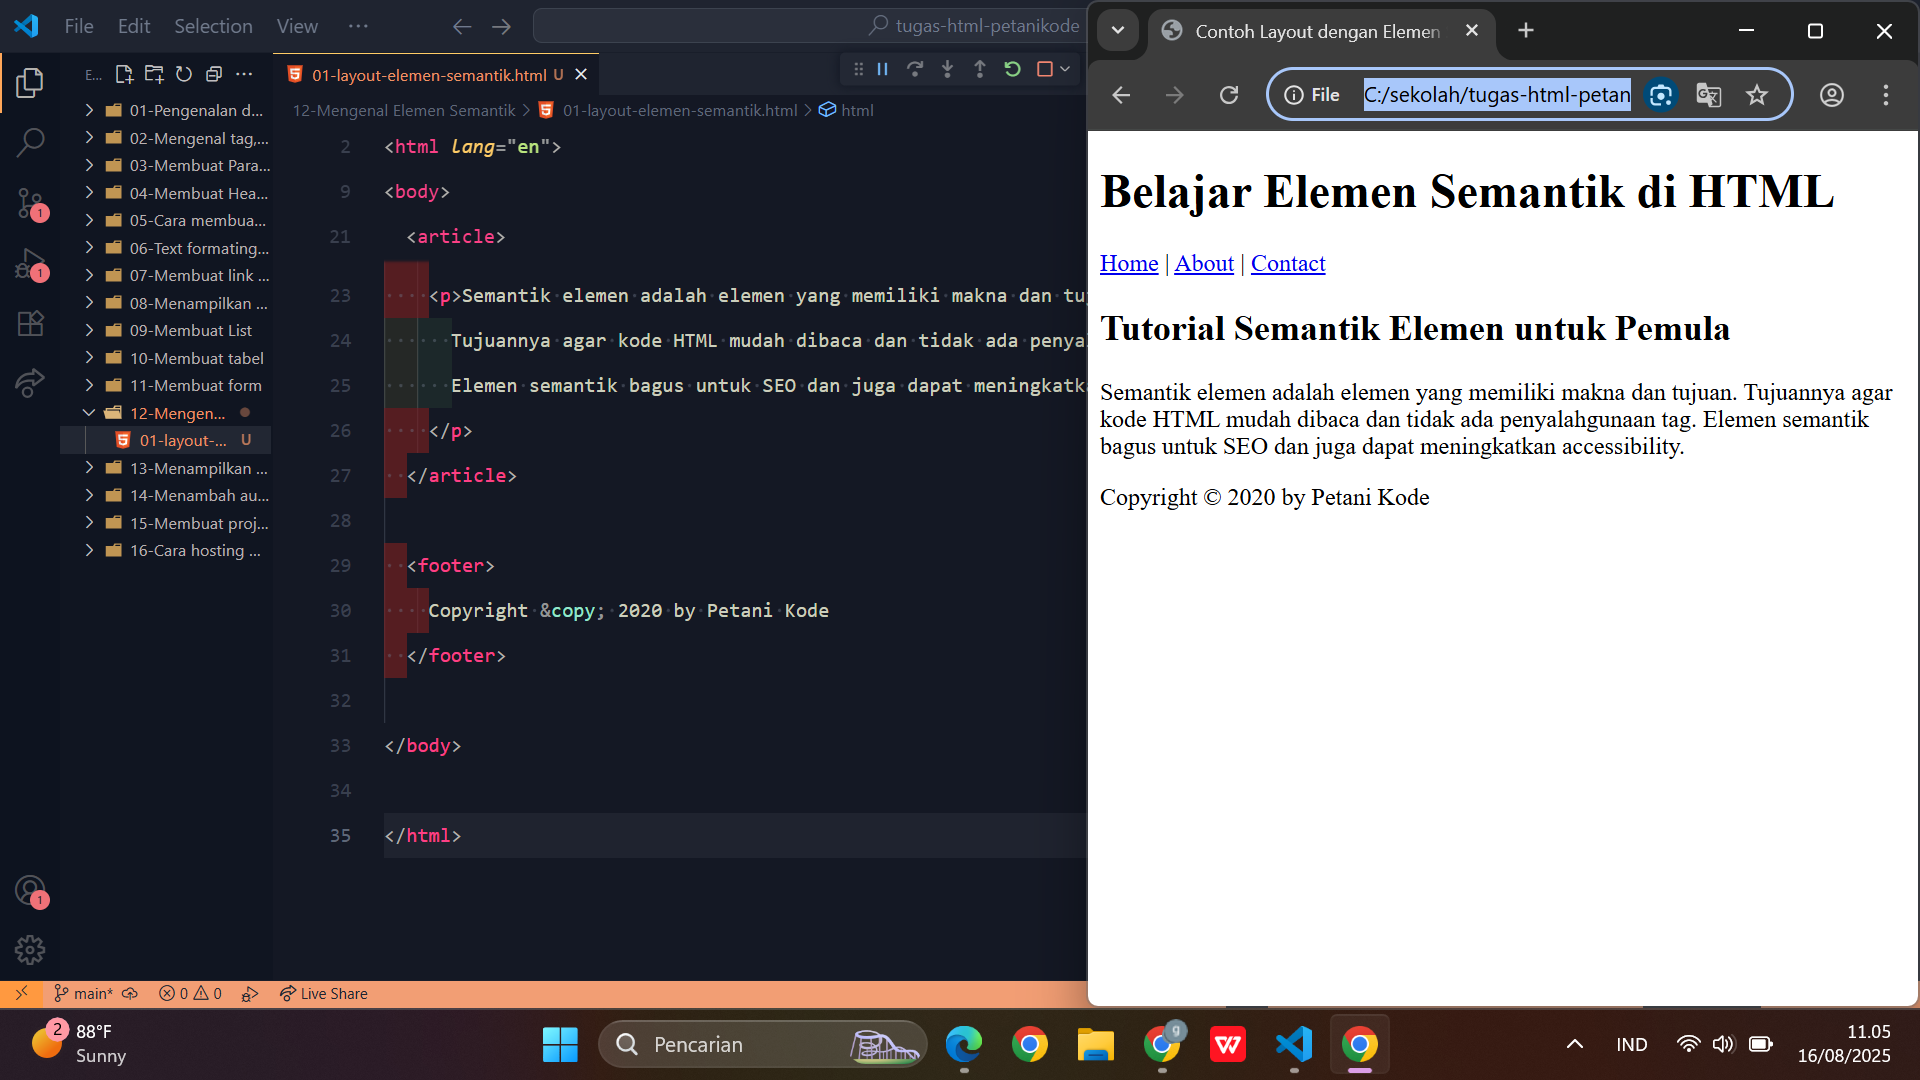 File Edit Selection View ··· tugas-html-petanikode
E...
01-layout-elemen-semantik.html U
12-Mengenal Elemen Semantik > 01-layout-elemen-semantik.html > html
01-Pengenalan d...
02-Mengenal tag,...
03-Membuat Para...
04-Membuat Hea...
05-Cara membua...
06-Text formating...
07-Membuat link ...
08-Menampilkan ...
09-Membuat List
10-Membuat tabel
11-Membuat form
12-Mengen...
01-layout-... U
13-Menampilkan ...
14-Menambah au...
15-Membuat proj...
16-Cara hosting ...
1
1
1
2 <html lang="en">
9 <body>
21 <article>
23 <p>Semantik elemen adalah elemen yang memiliki makna dan tuj
24 Tujuannya agar kode HTML mudah dibaca dan tidak ada penyal
25 Elemen semantik bagus untuk SEO dan juga dapat meningkatka
26 </p>
27 </article>
28
29 <footer>
30 Copyright &copy; 2020 by Petani Kode
31 </footer>
32
33 </body>
34
35 </html>
main* 0 0 Live Share
Contoh Layout dengan Elemen
File C:/sekolah/tugas-html-petan
Belajar Elemen Semantik di HTML
Home | About | Contact
Tutorial Semantik Elemen untuk Pemula
Semantik elemen adalah elemen yang memiliki makna dan tujuan. Tujuannya agar
kode HTML mudah dibaca dan tidak ada penyalahgunaan tag. Elemen semantik
bagus untuk SEO dan juga dapat meningkatkan accessibility.
Copyright © 2020 by Petani Kode
2
88°F
Sunny
Pencarian
g
W
IND
11.05
16/08/2025